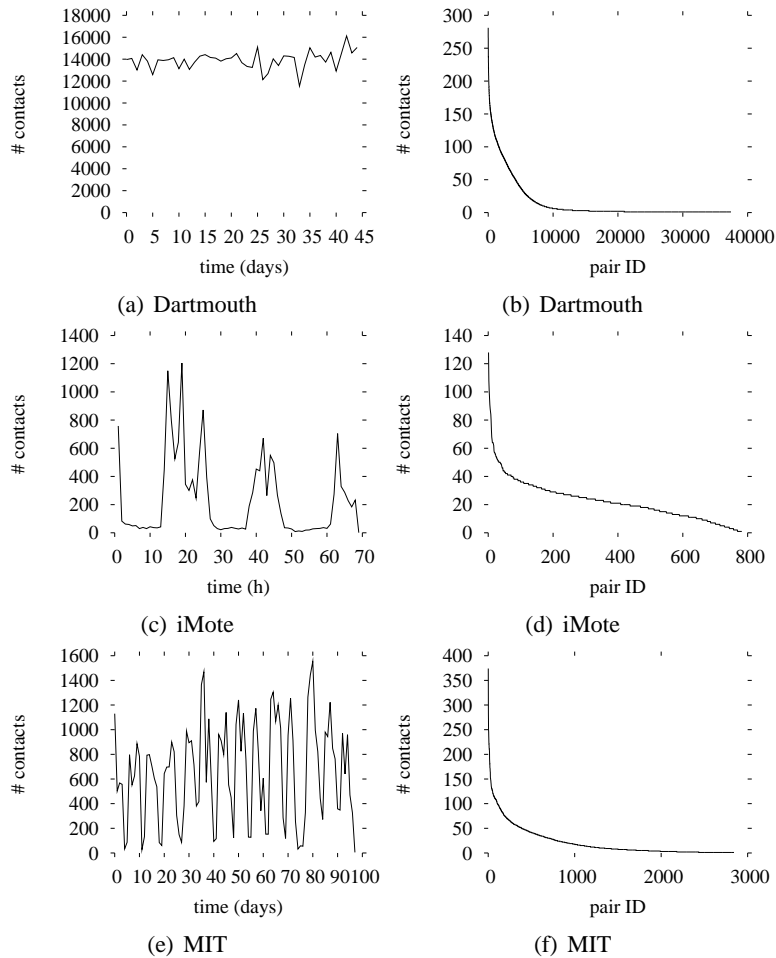 18000
16000
14000
12000
10000
8000
6000
4000
2000
0
# contacts
0 5 10 15 20 25 30 35 40 45
time (days)
(a) Dartmouth
300
250
200
150
100
50
0
# contacts
0 10000 20000 30000 40000
pair ID
(b) Dartmouth
1400
1200
1000
800
600
400
200
0
# contacts
0 10 20 30 40 50 60 70
time (h)
(c) iMote
140
120
100
80
60
40
20
0
# contacts
0 200 400 600 800
pair ID
(d) iMote
1600
1400
1200
1000
800
600
400
200
0
# contacts
0 10 20 30 40 50 60 70 80 90 100
time (days)
(e) MIT
400
350
300
250
200
150
100
50
0
# contacts
0 1000 2000 3000
pair ID
(f) MIT